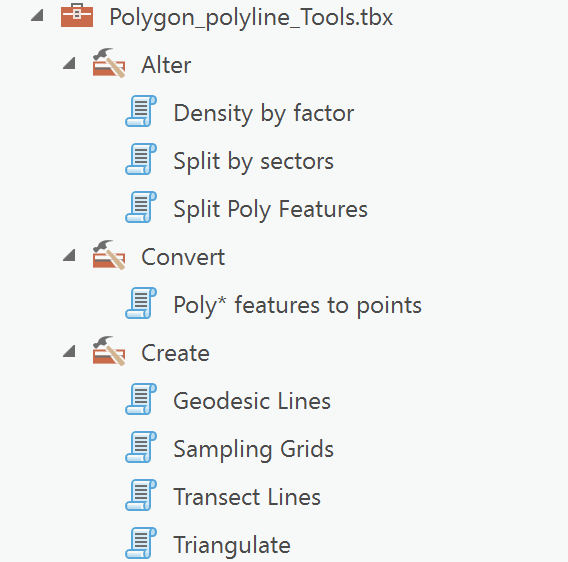 Polygon_polyline_Tools.tbx
Alter
Density by factor
Split by sectors
Split Poly Features
Convert
Poly* features to points
Create
Geodesic Lines
Sampling Grids
Transect Lines
Triangulate